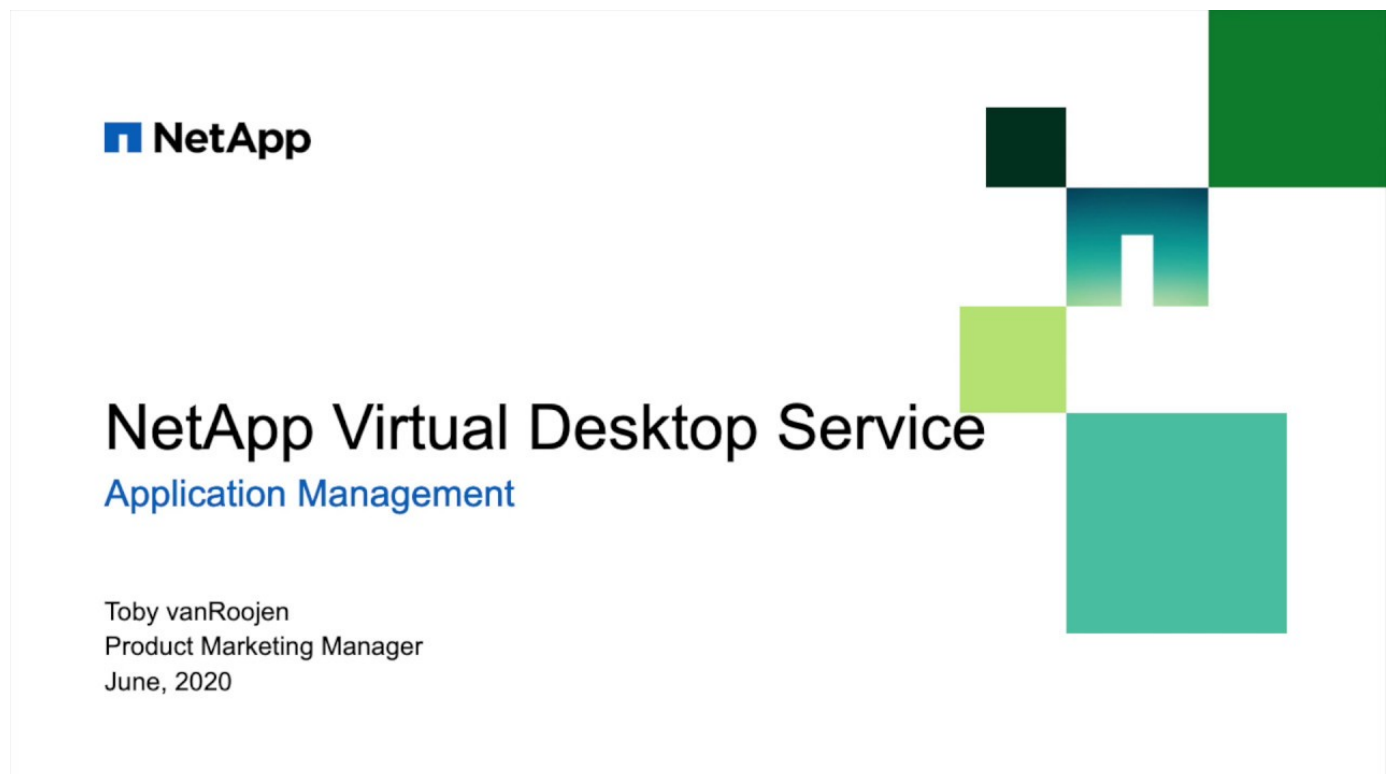 NetApp
NetApp Virtual Desktop Service
Application Management
Toby vanRoojen
Product Marketing Manager
June, 2020